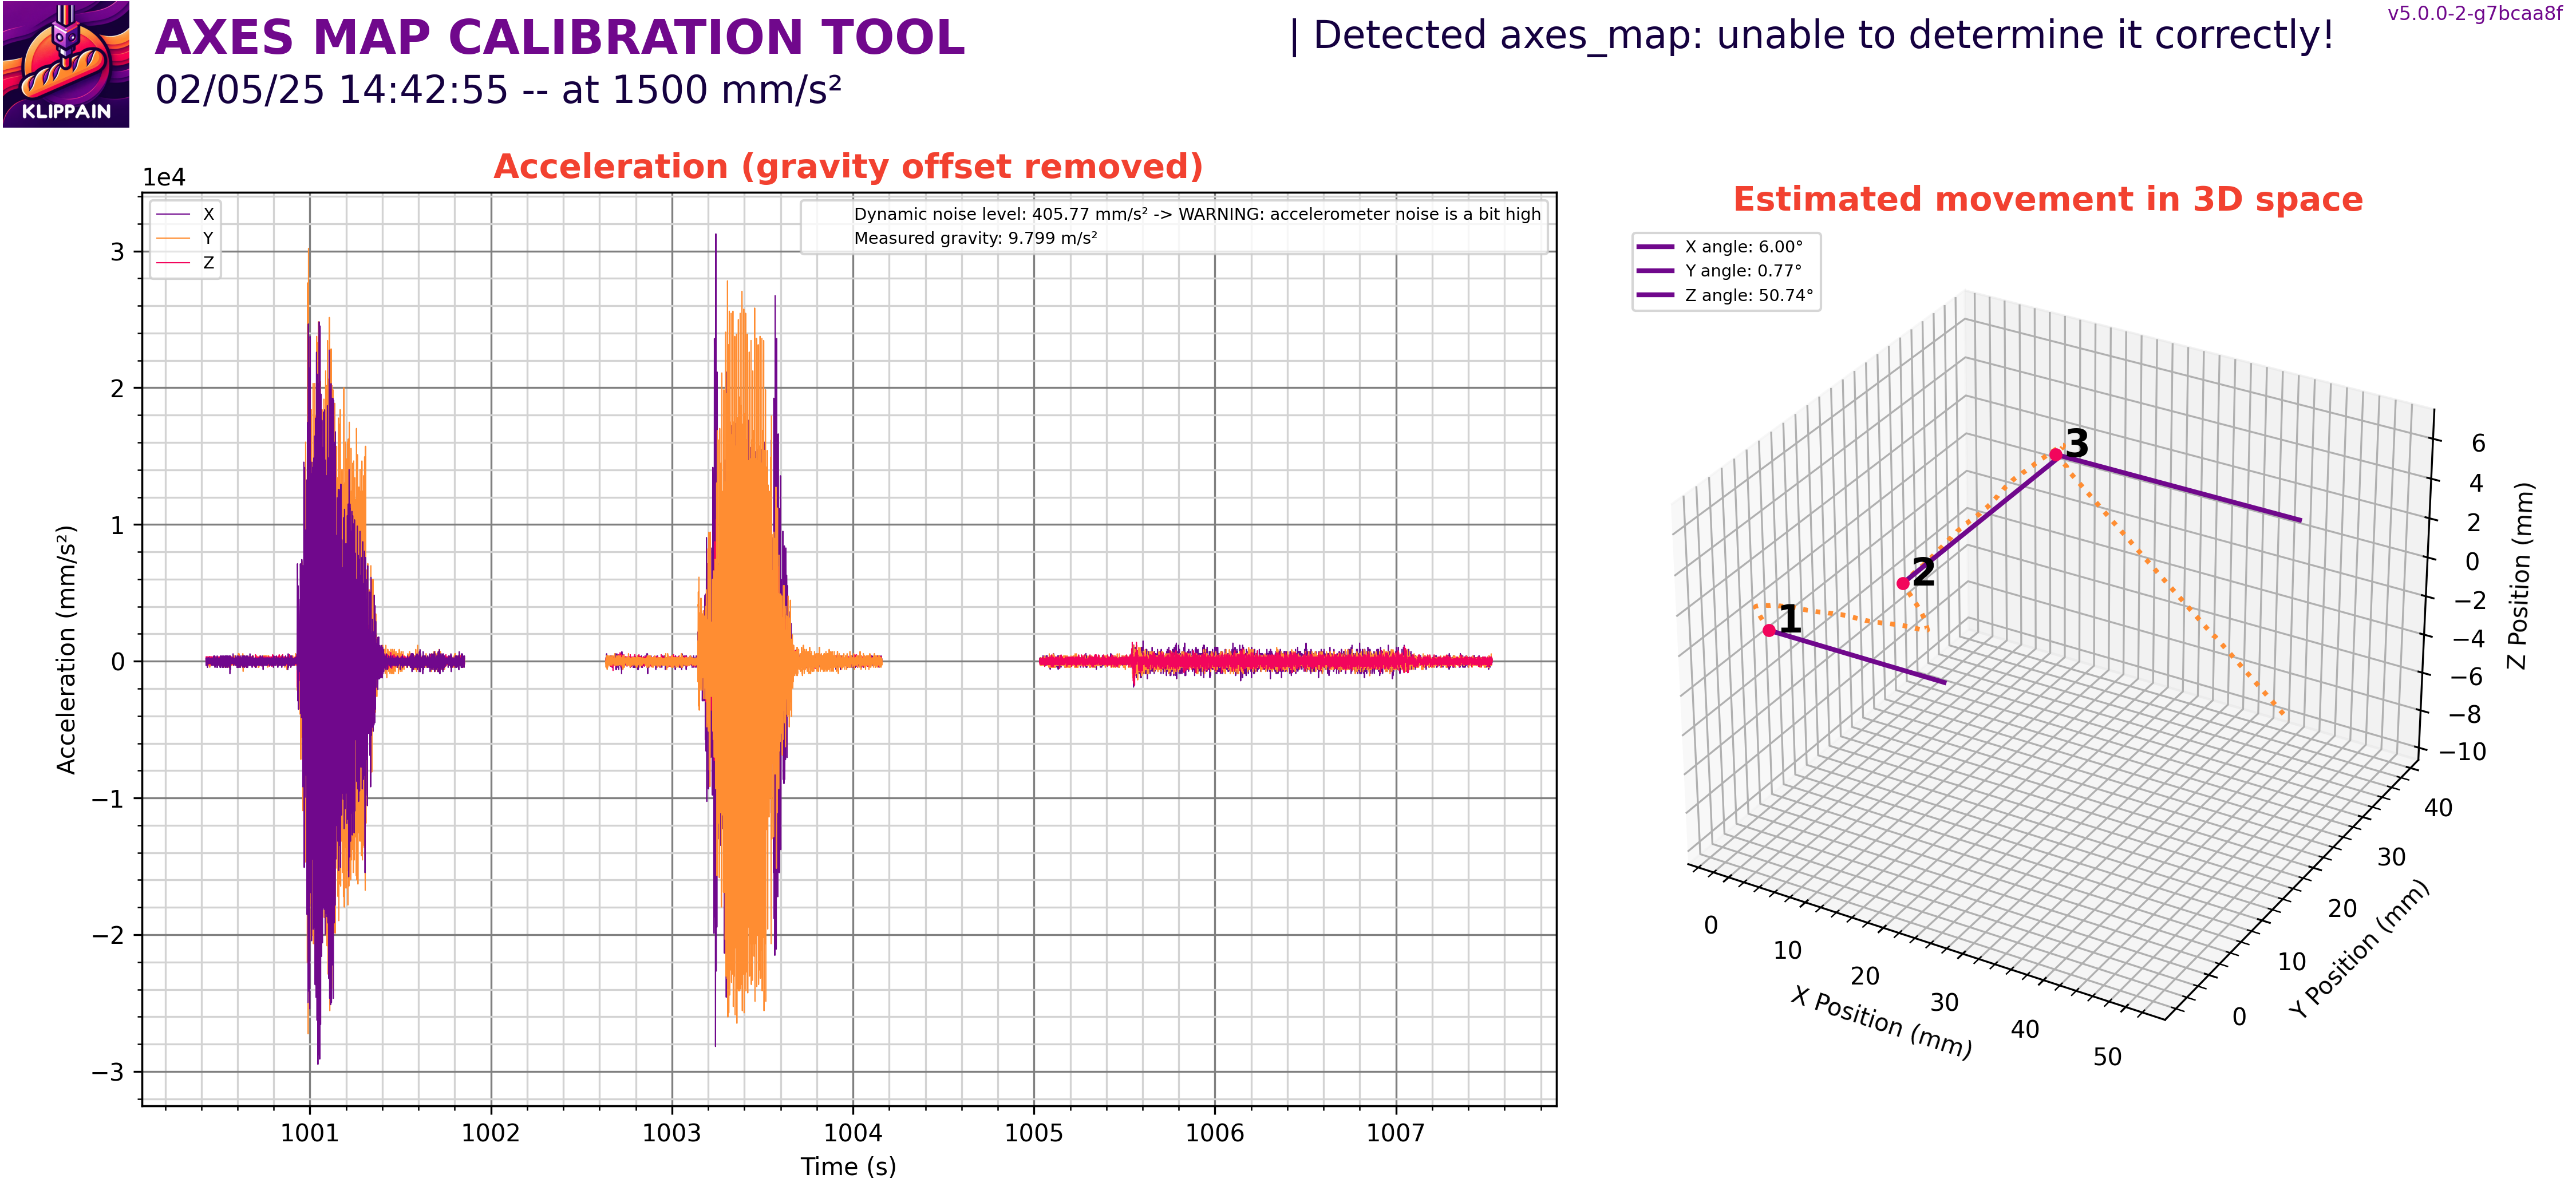 KLIPPAIN
AXES MAP CALIBRATION TOOL
02/05/25 14:42:55 -- at 1500 mm/s²
| Detected axes_map: unable to determine it correctly!
v5.0.0-2-g7bcaa8f
Acceleration (gravity offset removed)
1e4
X
Y
Z
Dynamic noise level: 405.77 mm/s² -> WARNING: accelerometer noise is a bit high
Measured gravity: 9.799 m/s²
Acceleration (mm/s²)
3
2
1
0
−1
−2
−3
1001
1002
1003
1004
1005
1006
1007
Time (s)
Estimated movement in 3D space
X angle: 6.00°
Y angle: 0.77°
Z angle: 50.74°
1
2
3
6
4
2
0
−2
−4
−6
−8
−10
Z Position (mm)
40
30
20
10
0
Y Position (mm)
0
10
20
30
40
50
X Position (mm)